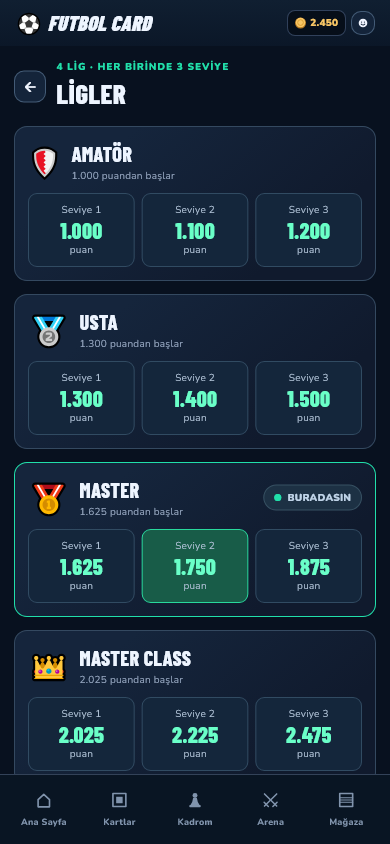 FUTBOL CARD
2.450
4 LİG · HER BİRİNDE 3 SEVİYE
LİGLER
AMATÖR
1.000 puandan başlar
Seviye 1 Seviye 2 Seviye 3
1.000 1.100 1.200
puan puan puan
2
USTA
1.300 puandan başlar
Seviye 1 Seviye 2 Seviye 3
1.300 1.400 1.500
puan puan puan
1
MASTER
1.625 puandan başlar
BURADASIN
Seviye 1 Seviye 2 Seviye 3
1.625 1.750 1.875
puan puan puan
MASTER CLASS
2.025 puandan başlar
Seviye 1 Seviye 2 Seviye 3
2.025 2.225 2.475
puan puan puan
Ana Sayfa Kartlar Kadrom Arena Mağaza